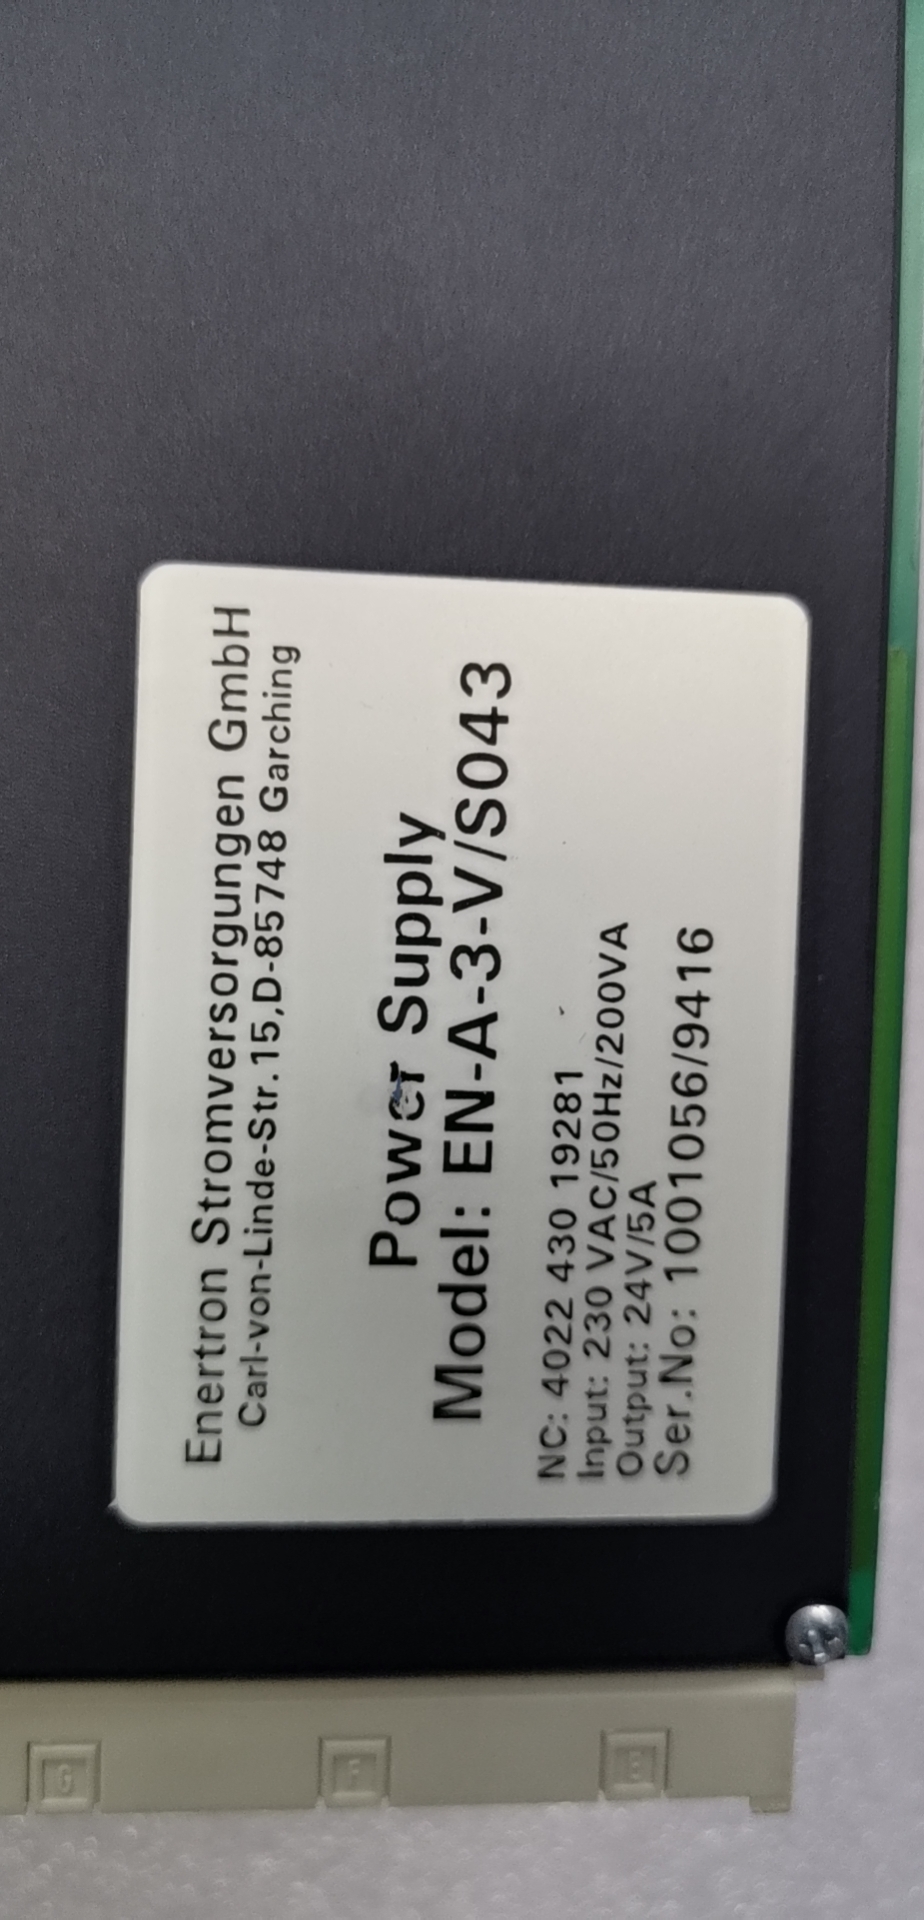 Enertron Stromversorgungen GmbH
Carl-von-Linde-Str.15,D-85748 Garching
Power Supply
Model: EN-A-3-V/S043
NC: 4022 430 19281
Input: 230 VAC/50Hz/200VA
Output: 24V/5A
Ser.No: 1001056/9416
G
F